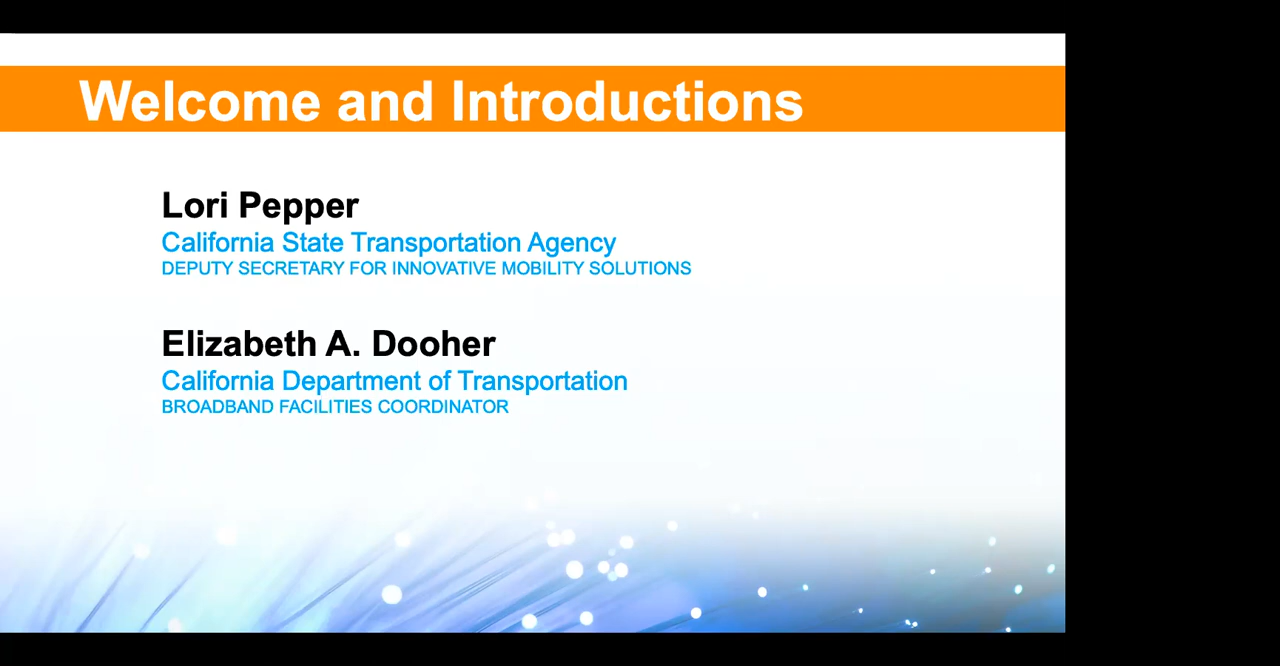 Welcome and Introductions
Lori Pepper
California State Transportation Agency
DEPUTY SECRETARY FOR INNOVATIVE MOBILITY SOLUTIONS
Elizabeth A. Dooher
California Department of Transportation
BROADBAND FACILITIES COORDINATOR